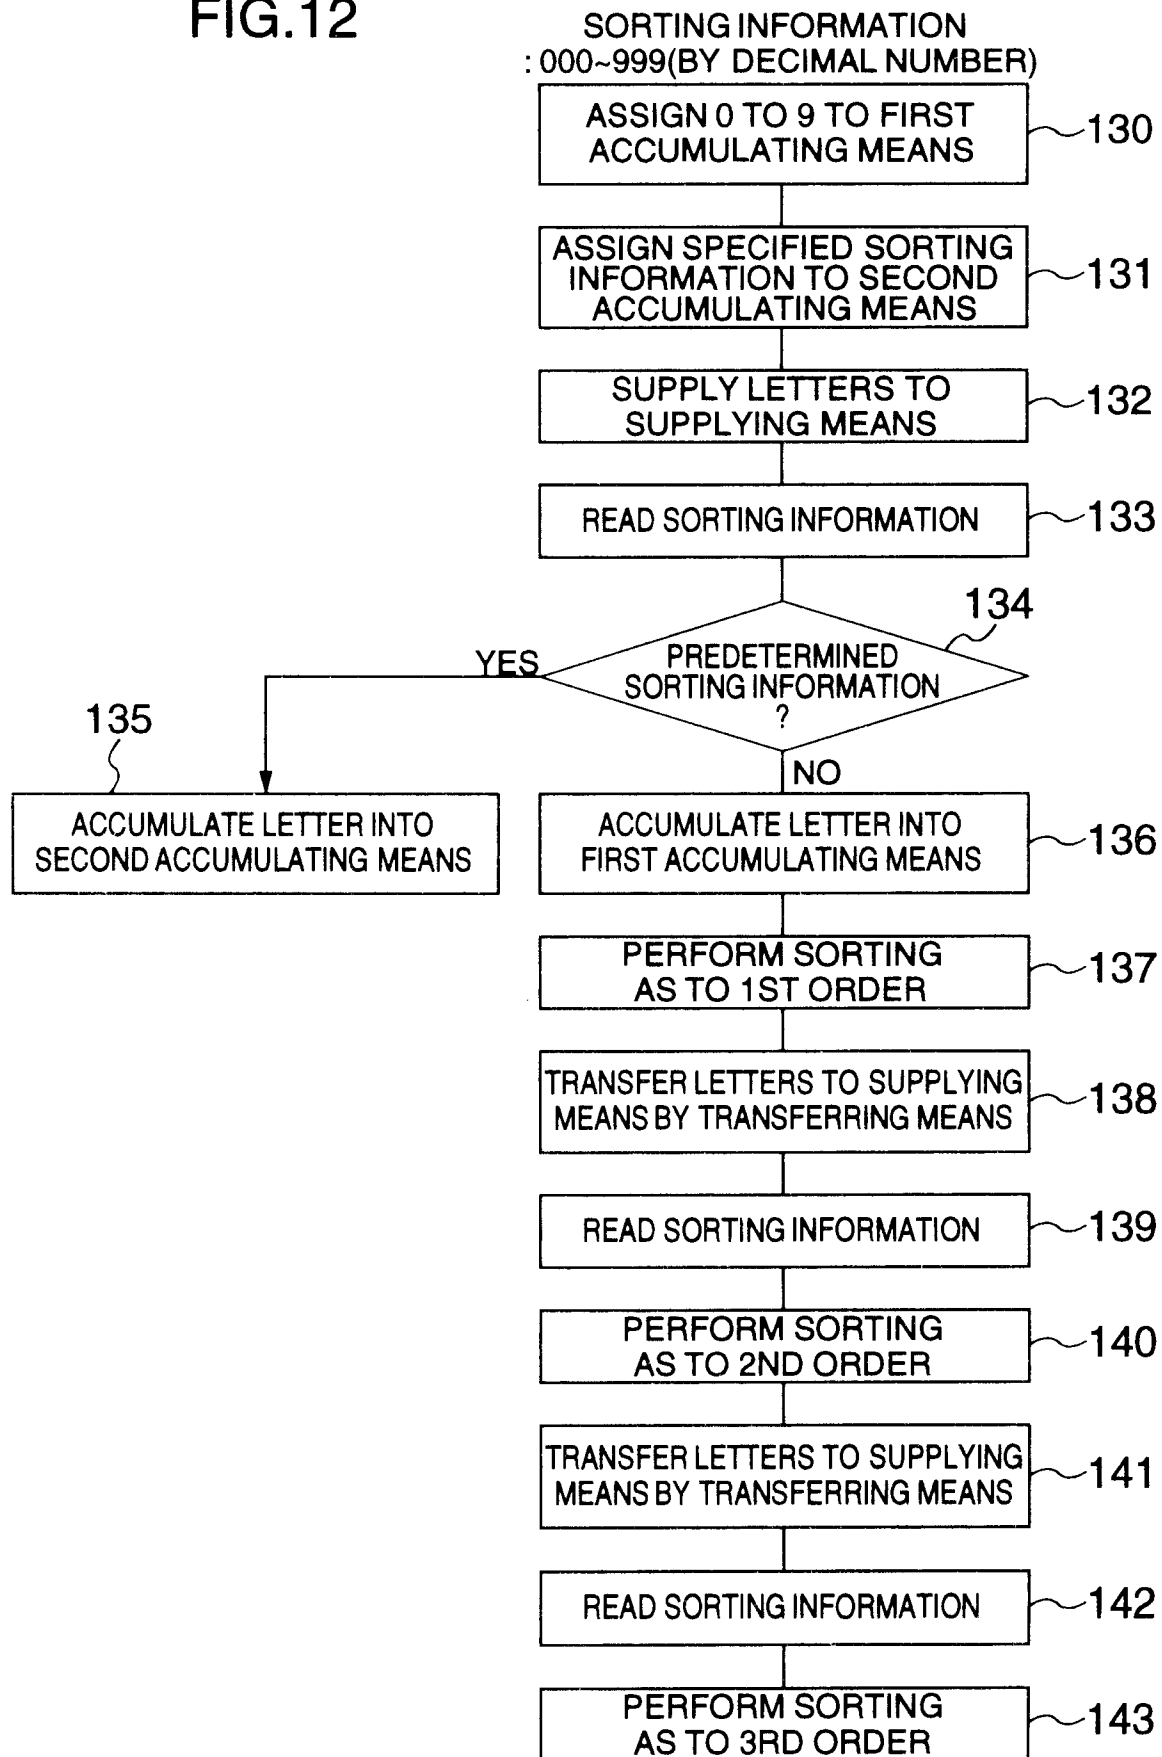 FIG.12
SORTING INFORMATION
: 000~999(BY DECIMAL NUMBER)
ASSIGN 0 TO 9 TO FIRST
ACCUMULATING MEANS
130
ASSIGN SPECIFIED SORTING
INFORMATION TO SECOND
ACCUMULATING MEANS
131
SUPPLY LETTERS TO
SUPPLYING MEANS
132
READ SORTING INFORMATION
133
134
PREDETERMINED
SORTING INFORMATION
?
YES
NO
135
ACCUMULATE LETTER INTO
SECOND ACCUMULATING MEANS
ACCUMULATE LETTER INTO
FIRST ACCUMULATING MEANS
136
PERFORM SORTING
AS TO 1ST ORDER
137
TRANSFER LETTERS TO SUPPLYING
MEANS BY TRANSFERRING MEANS
138
READ SORTING INFORMATION
139
PERFORM SORTING
AS TO 2ND ORDER
140
TRANSFER LETTERS TO SUPPLYING
MEANS BY TRANSFERRING MEANS
141
READ SORTING INFORMATION
142
PERFORM SORTING
AS TO 3RD ORDER
143